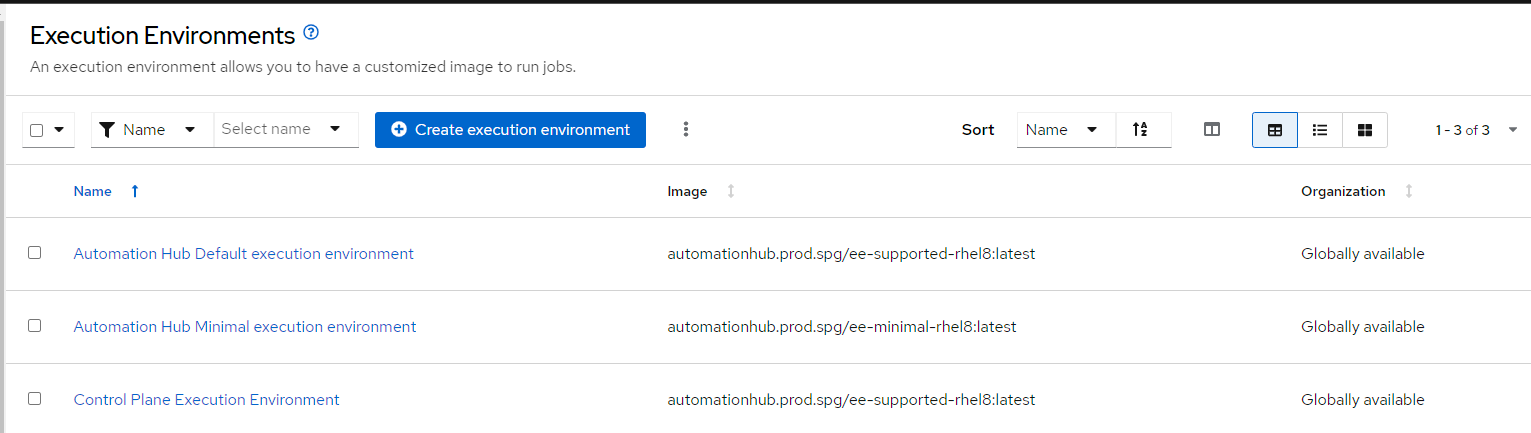 Execution Environments
An execution environment allows you to have a customized image to run jobs.
Name Select name Create execution environment Sort Name 1 - 3 of 3
Name Image Organization
Automation Hub Default execution environment automationhub.prod.spg/ee-supported-rhel8:latest Globally available
Automation Hub Minimal execution environment automationhub.prod.spg/ee-minimal-rhel8:latest Globally available
Control Plane Execution Environment automationhub.prod.spg/ee-supported-rhel8:latest Globally available